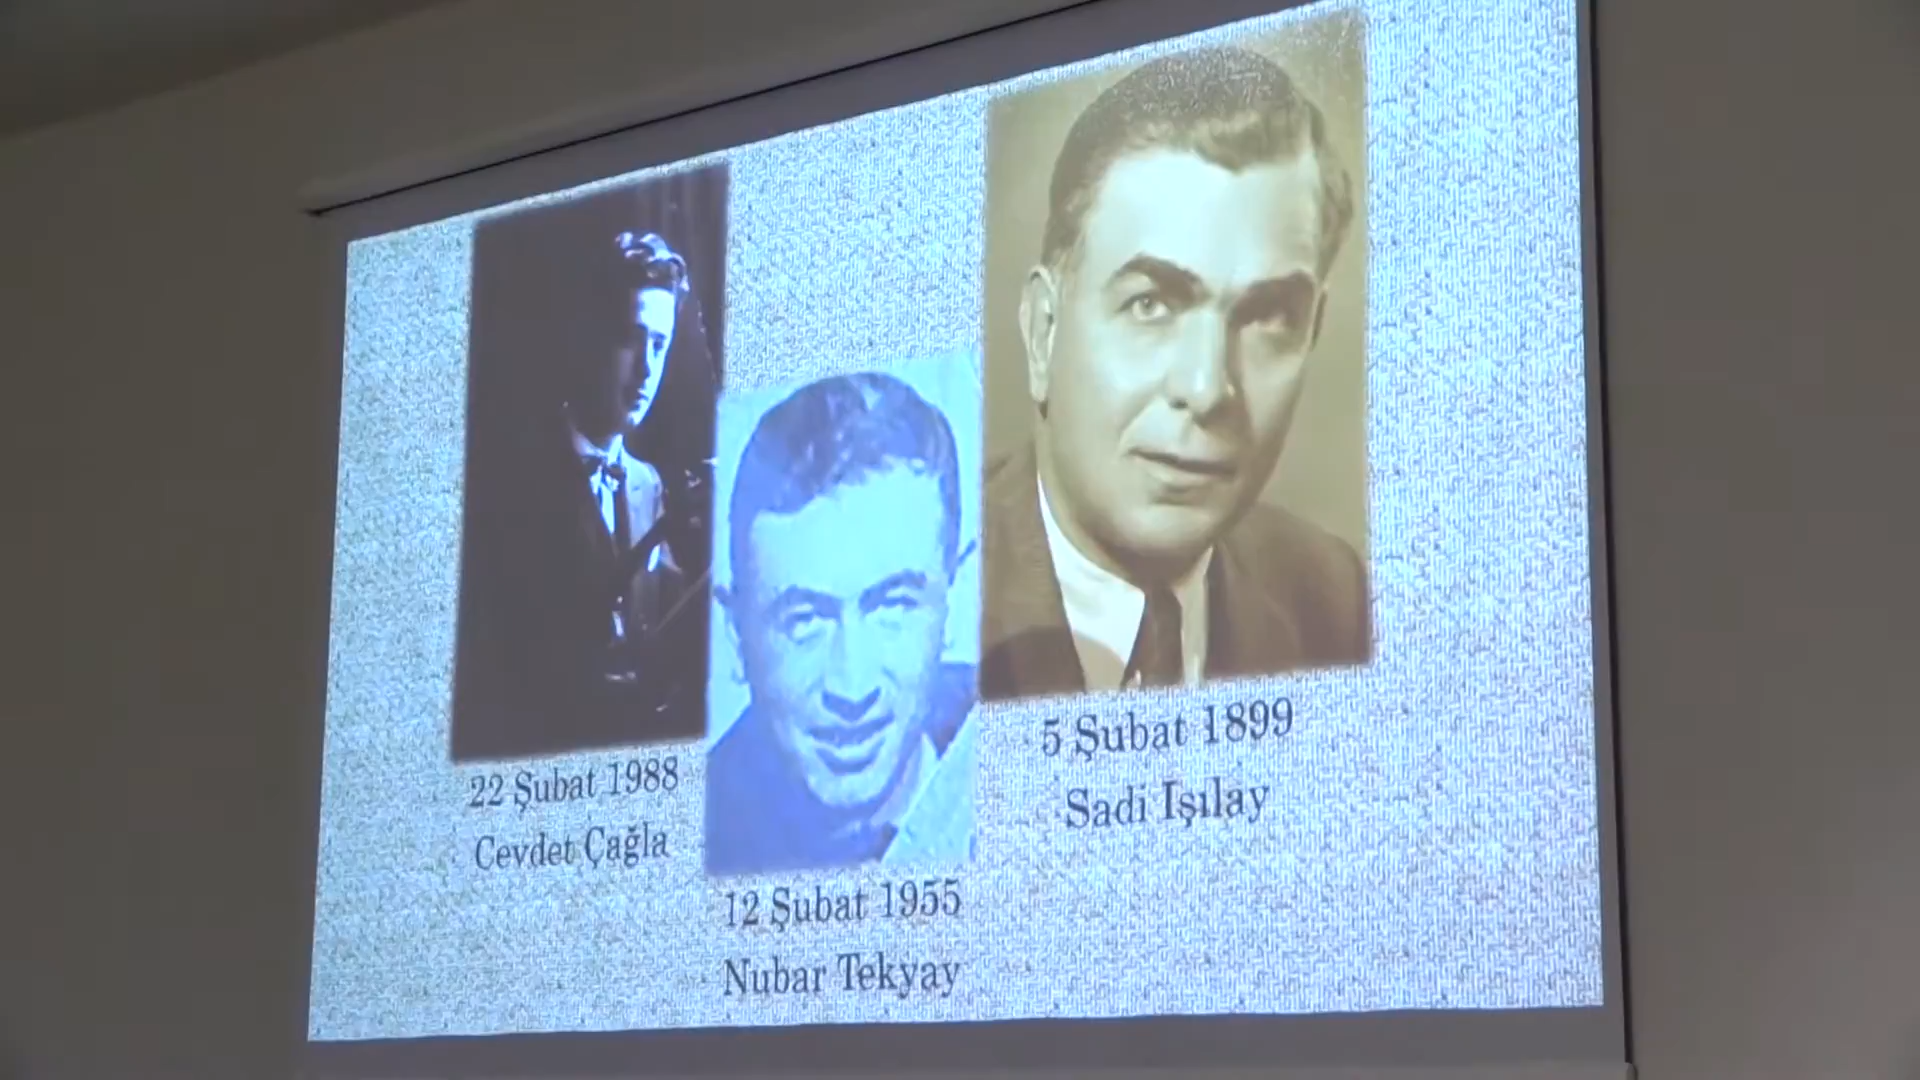 22 Şubat 1988
Cevdet Çağla
12 Şubat 1955
Nubar Tekyay
5 Şubat 1899
Sadi Işılay